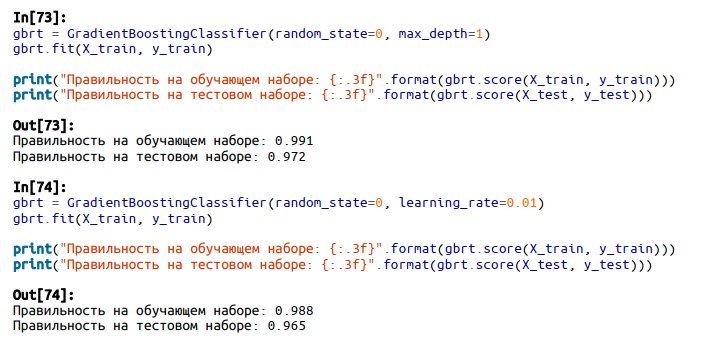 In[73]:
gbrt = GradientBoostingClassifier(random_state=0, max_depth=1)
gbrt.fit(X_train, y_train)
print("Правильность на обучающем наборе: {:.3f}".format(gbrt.score(X_train, y_train)))
print("Правильность на тестовом наборе: {:.3f}".format(gbrt.score(X_test, y_test)))
Out[73]:
Правильность на обучающем наборе: 0.991
Правильность на тестовом наборе: 0.972
In[74]:
gbrt = GradientBoostingClassifier(random_state=0, learning_rate=0.01)
gbrt.fit(X_train, y_train)
print("Правильность на обучающем наборе: {:.3f}".format(gbrt.score(X_train, y_train)))
print("Правильность на тестовом наборе: {:.3f}".format(gbrt.score(X_test, y_test)))
Out[74]:
Правильность на обучающем наборе: 0.988
Правильность на тестовом наборе: 0.965